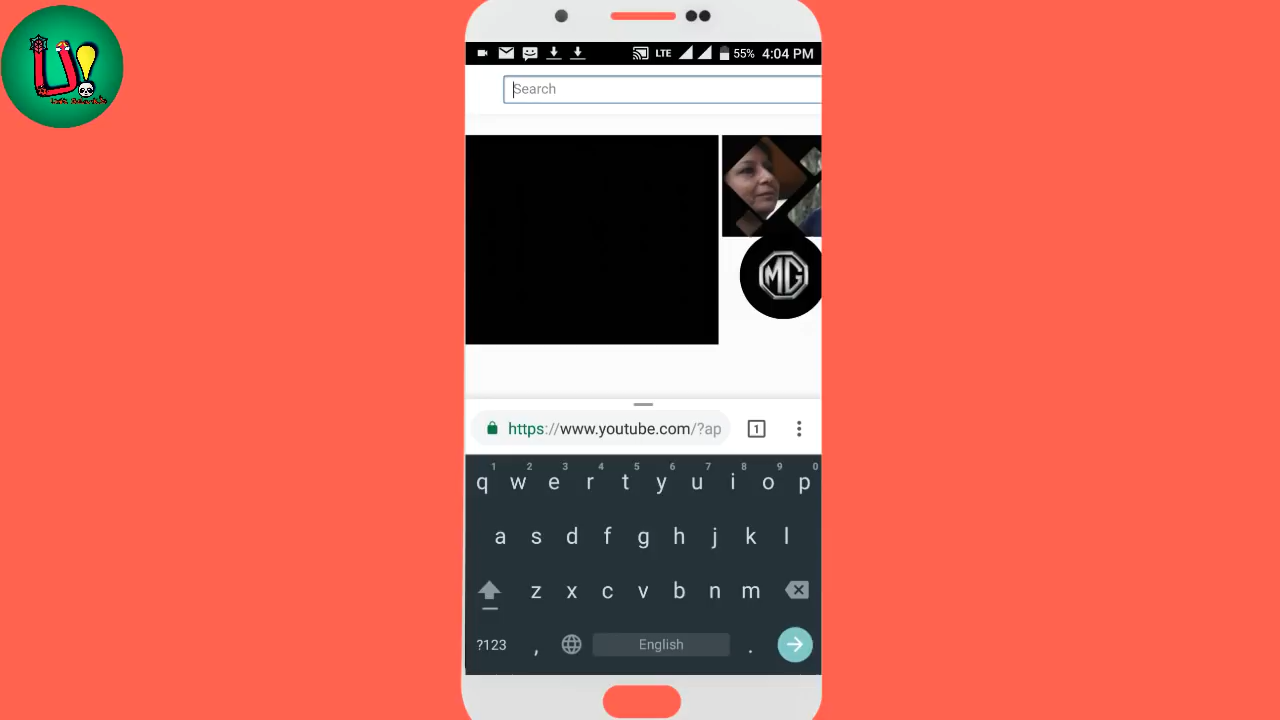 U!
LTE 55% 4:04 PM
Search
MG
https://www.youtube.com/?ap
1
1 2 3 4 5 6 7 8 9 0
q w e r t y u i o p
a s d f g h j k l
z x c v b n m
?123 , English .